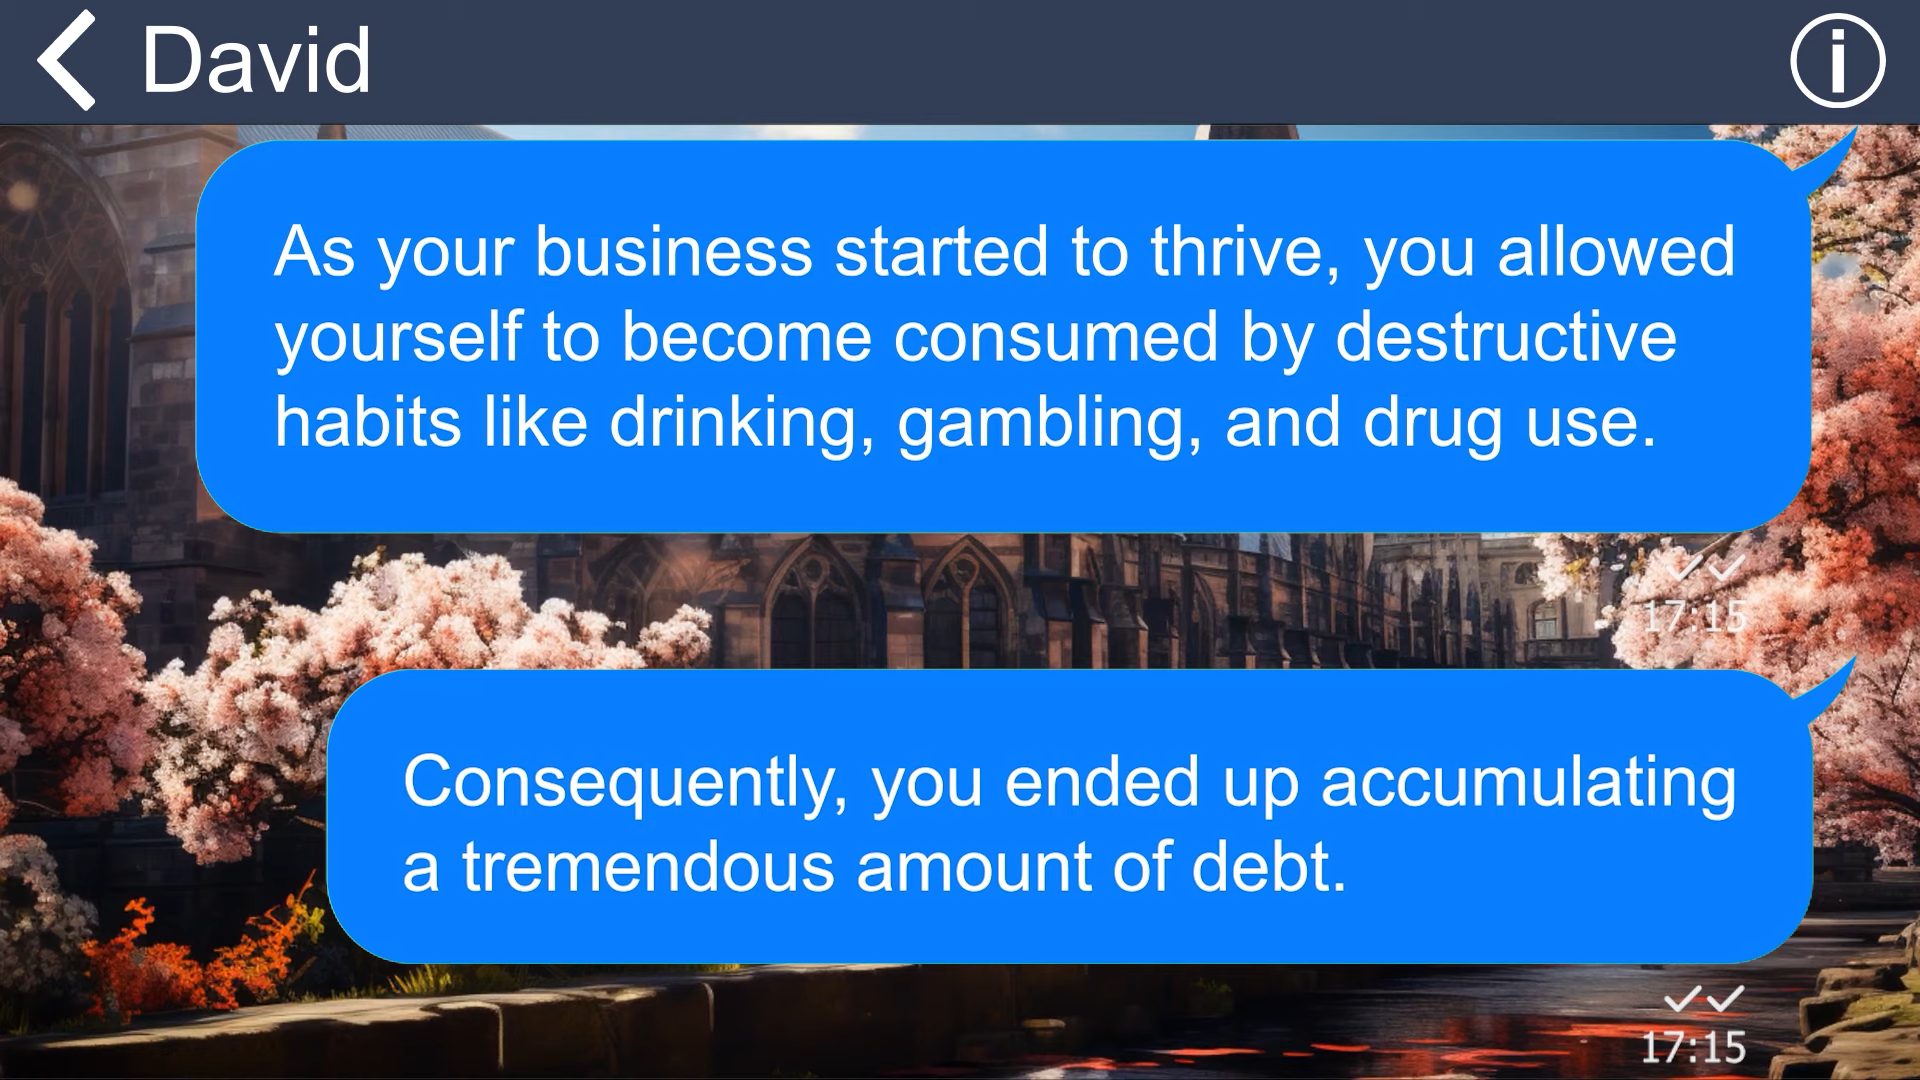 David
As your business started to thrive, you allowed
yourself to become consumed by destructive
habits like drinking, gambling, and drug use.
17:15
Consequently, you ended up accumulating
a tremendous amount of debt.
17:15